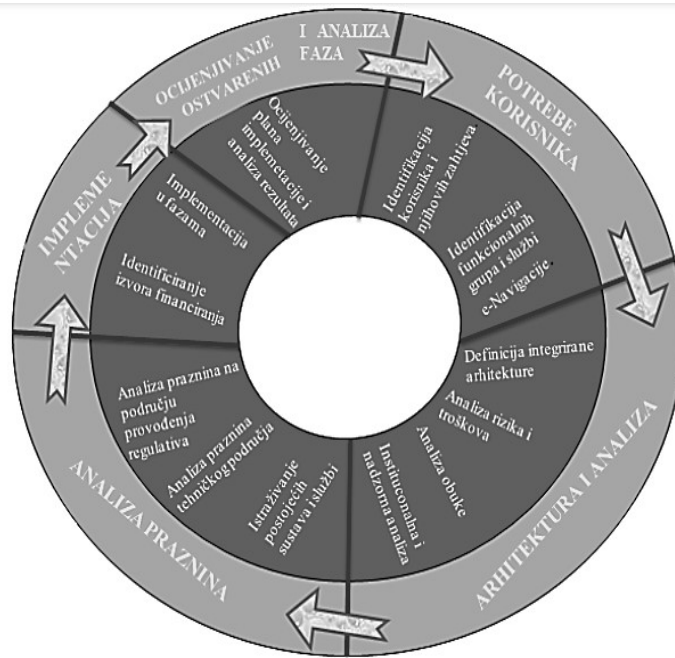 OCIJENJIVANJE
OSTVARENIH
I ANALIZA
FAZA
Ocijenjivanje
plana
implemetacije i
analiza rezultata
POTREBE
KORISNIKA
Identifikacija
korisnika i
njihovih zahtjeva
Identifikacija
funkcionalnih
grupa i službi
e-Navigacije.
ARHITEKTURA I ANALIZA
Definicija integrirane
arhitekture
Analiza rizika i
troškova
Analiza obuke
Instituconalna i
nadzorna analiza
ANALIZA PRAZNINA
Istraživanje
postojećih
sustava i službi
Analiza praznina
tehničkog područja
Analiza praznina na
području
provođenja
regulativa
IMPLEME
NTACIJA
Identificiranje
izvora financiranja
Implementacija
u fazama